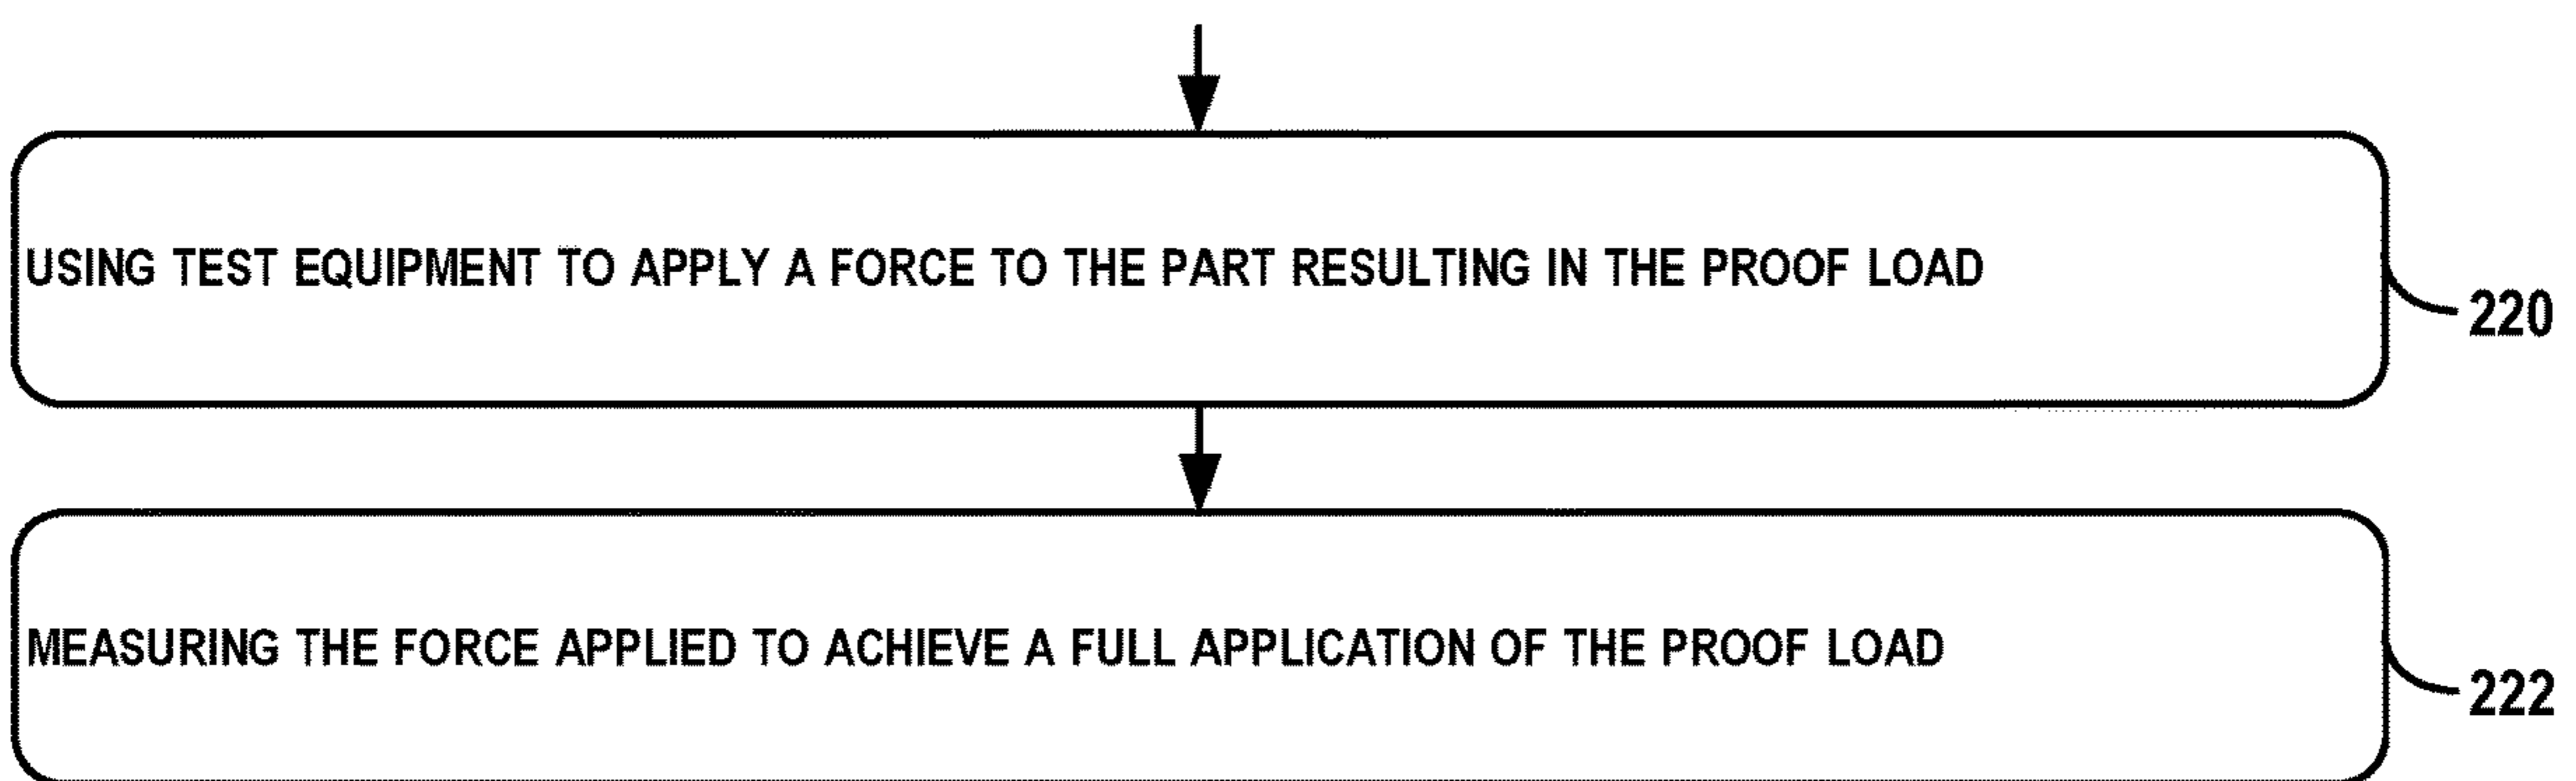 USING TEST EQUIPMENT TO APPLY A FORCE TO THE PART RESULTING IN THE PROOF LOAD
220
MEASURING THE FORCE APPLIED TO ACHIEVE A FULL APPLICATION OF THE PROOF LOAD
222